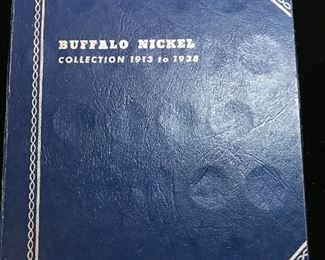 BUFFALO NICKEL
COLLECTION 1913 to 1938